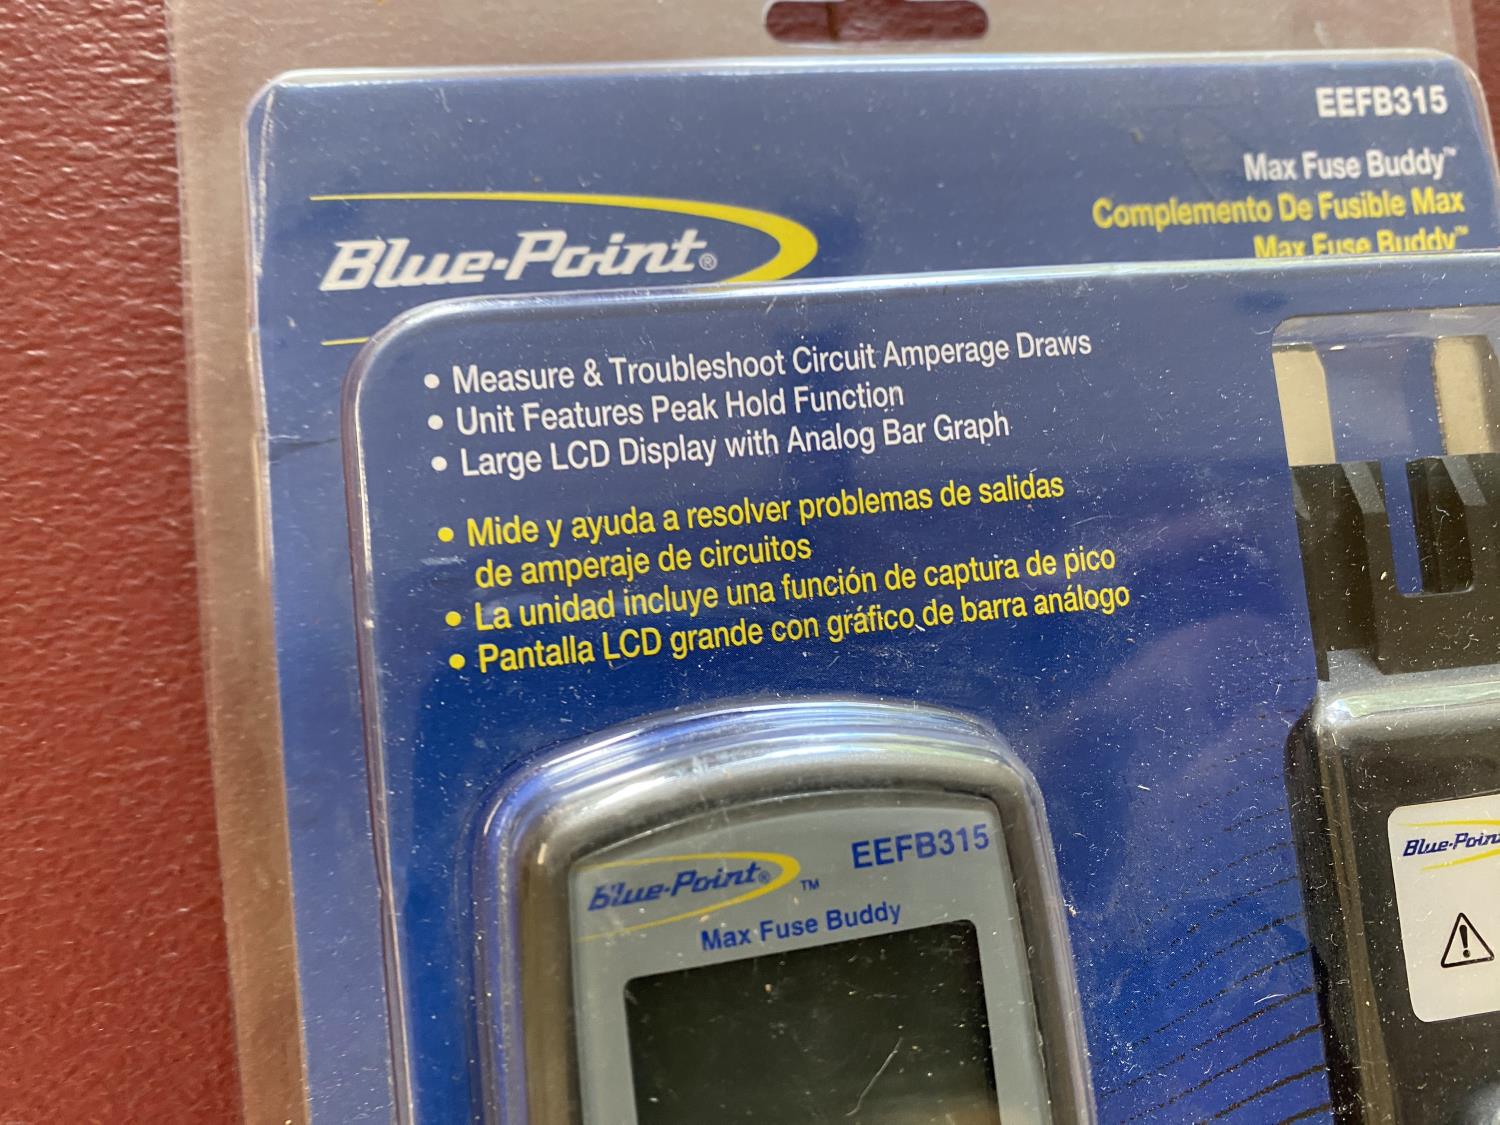 EEFB315
Max Fuse Buddy™
Complemento De Fusible Max
Max Fuse Buddy™
Blue-Point®
• Measure & Troubleshoot Circuit Amperage Draws
• Unit Features Peak Hold Function
• Large LCD Display with Analog Bar Graph
• Mide y ayuda a resolver problemas de salidas
de amperaje de circuitos
• La unidad incluye una función de captura de pico
• Pantalla LCD grande con gráfico de barra análogo
Blue-Point® ™ EEFB315
Max Fuse Buddy
Blue-Point